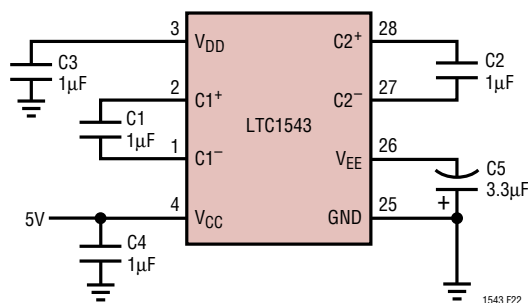 3
28
V_DD
C2⁺
C3
1µF
C2
1µF
2
27
C1⁺
C2⁻
C1
1µF
LTC1543
1
26
C1⁻
V_EE
C5
3.3µF
+
4
25
5V
V_CC
GND
C4
1µF
1543 F22